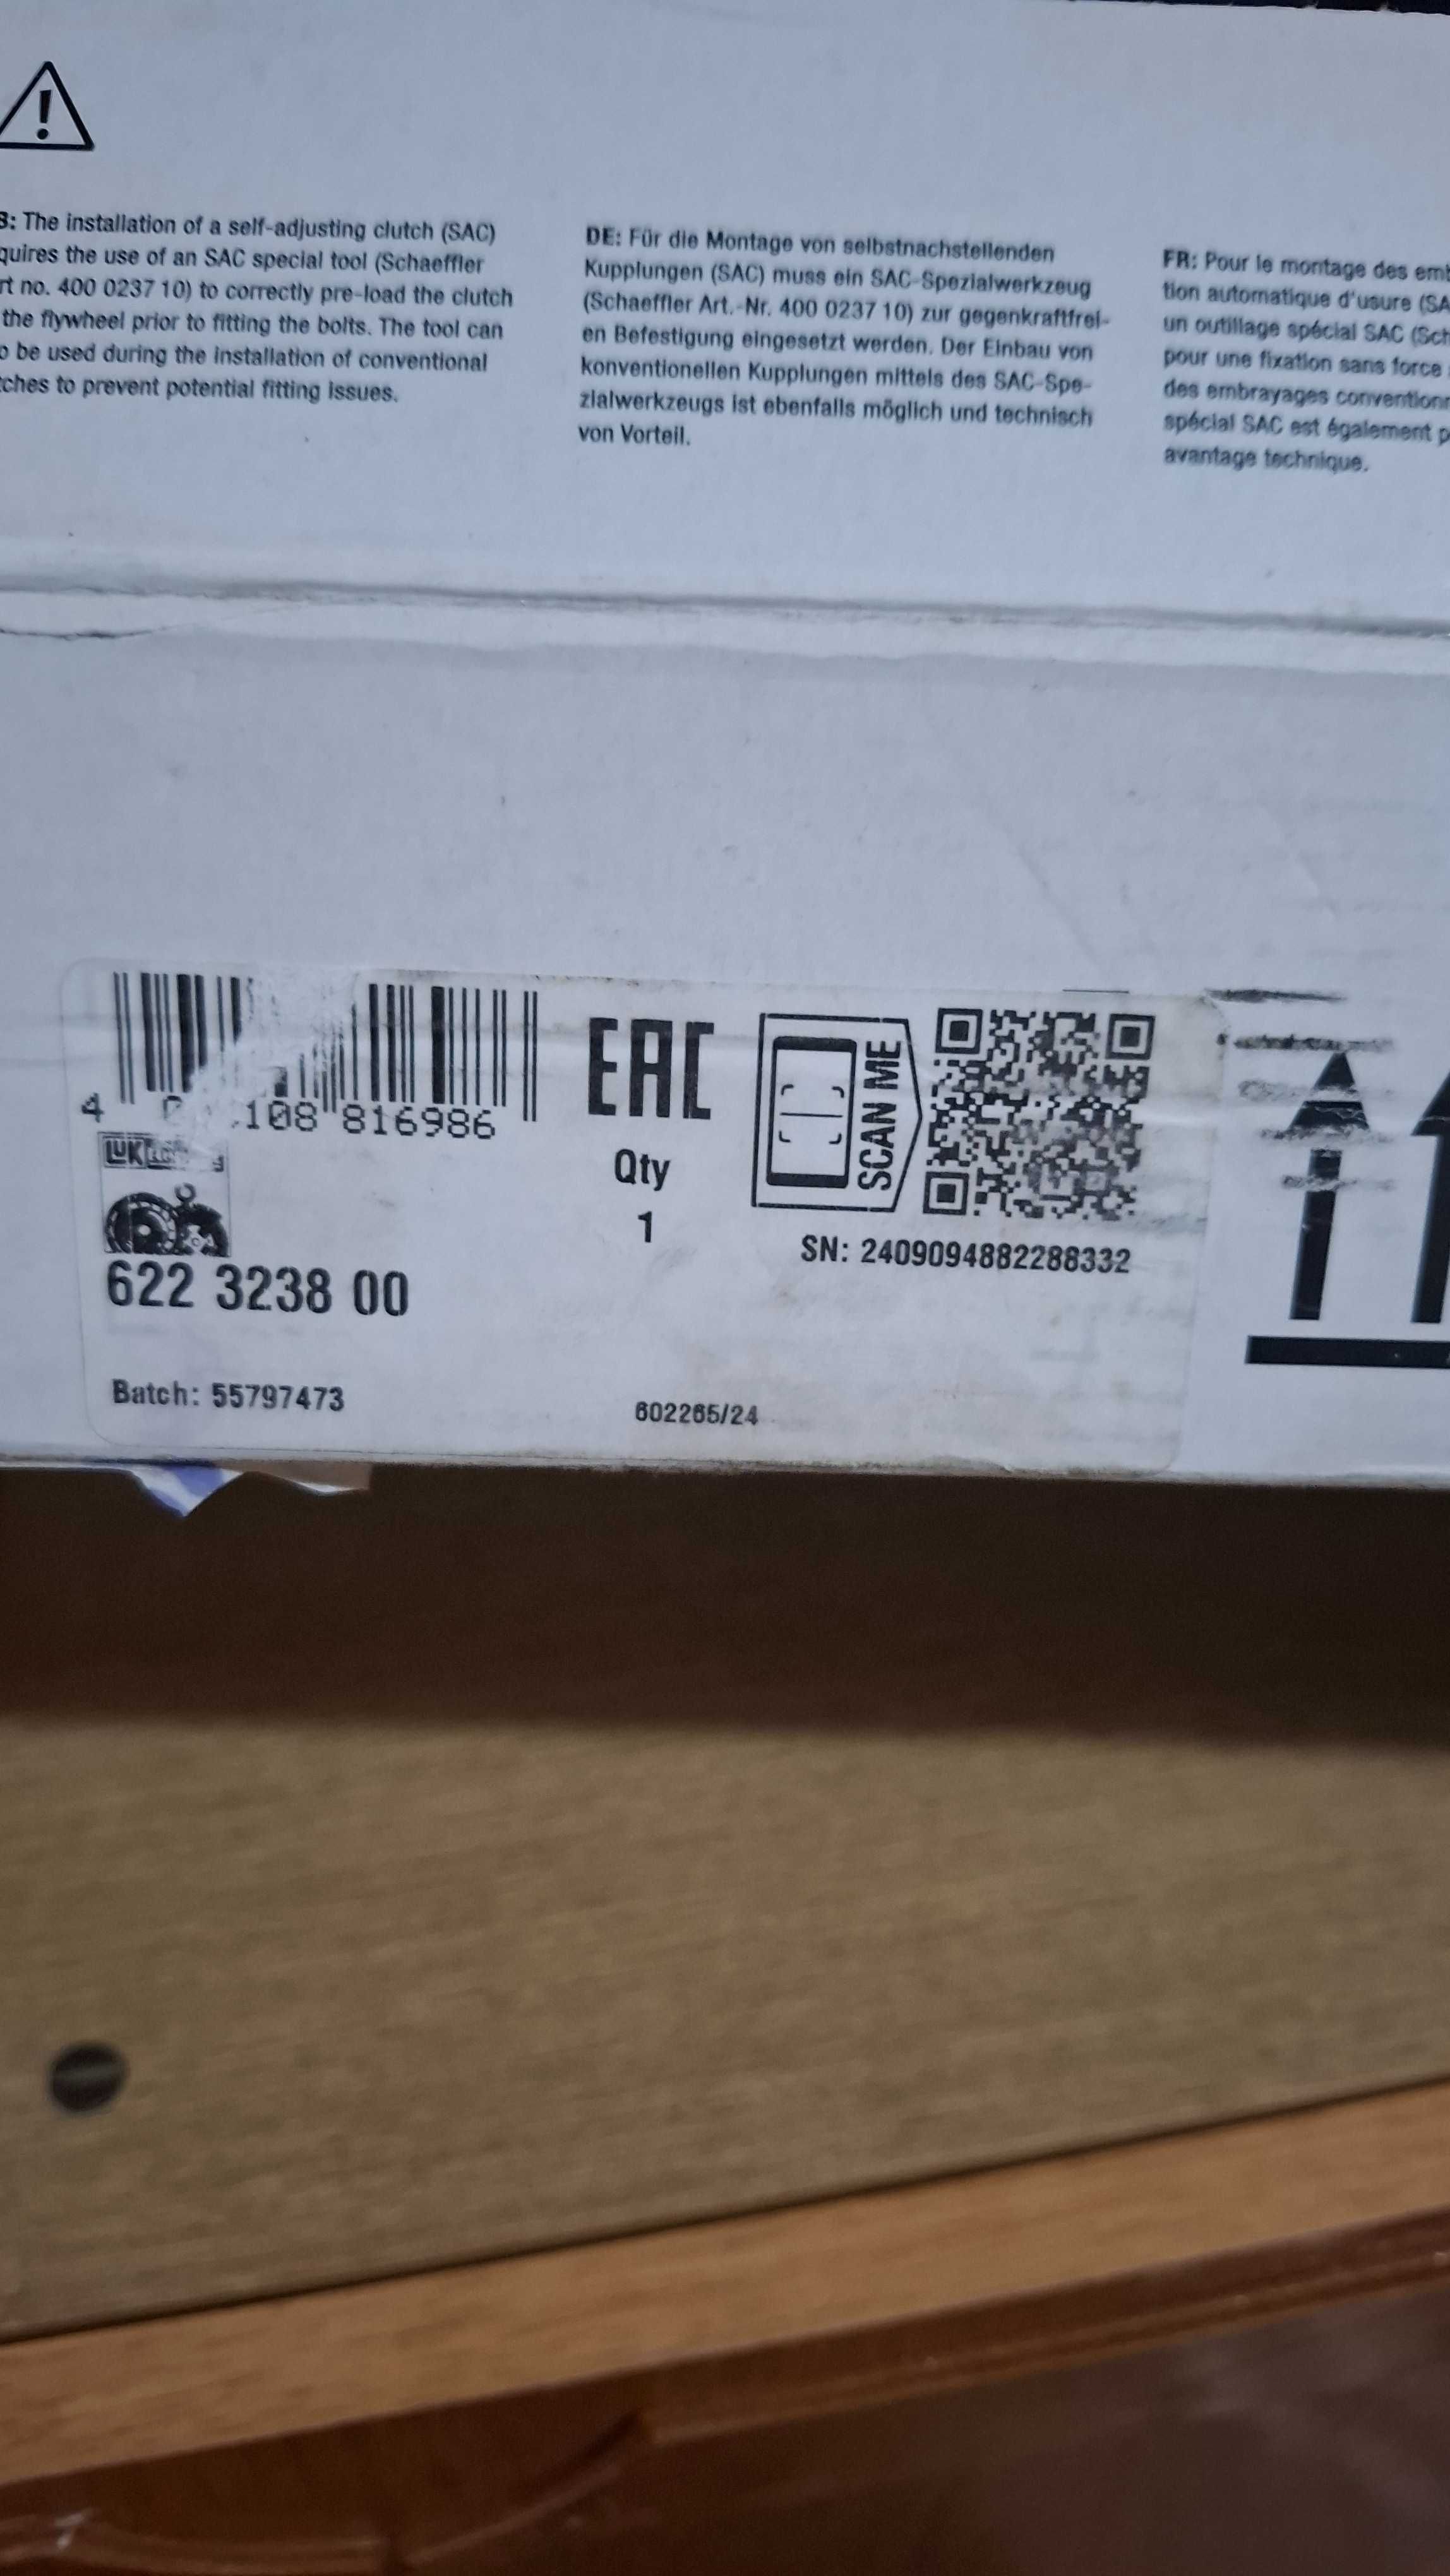 The installation of a self-adjusting clutch (SAC)
quires the use of an SAC special tool (Schaeffler
rt no. 400 0237 10) to correctly pre-load the clutch
the flywheel prior to fitting the bolts. The tool can
o be used during the installation of conventional
tches to prevent potential fitting issues.
DE: Für die Montage von selbstnachstellenden
Kupplungen (SAC) muss ein SAC-Spezialwerkzeug
(Schaeffler Art.-Nr. 400 0237 10) zur gegenkraftfrei-
en Befestigung eingesetzt werden. Der Einbau von
konventionellen Kupplungen mittels des SAC-Spe-
zialwerkzeugs ist ebenfalls möglich und technisch
von Vorteil.
FR: Pour le montage des emb
tion automatique d'usure (SA
un outillage spécial SAC (Sch
pour une fixation sans force
des embrayages conventionn
spécial SAC est également p
avantage technique.
4 108 816986
LUK
622 3238 00
Batch: 55797473
EAC
Qty
1
602265/24
SCAN ME
SN: 2409094882288332